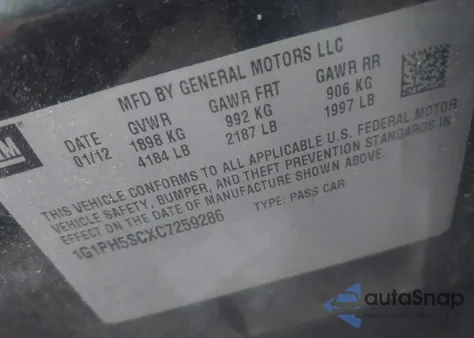 MFD BY GENERAL MOTORS LLC
DATE GVWR GAWR FRT GAWR RR
01/12 1898 KG 992 KG 906 KG
4184 LB 2187 LB 1997 LB
THIS VEHICLE CONFORMS TO ALL APPLICABLE U.S. FEDERAL MOTOR
VEHICLE SAFETY, BUMPER, AND THEFT PREVENTION STANDARDS IN
EFFECT ON THE DATE OF MANUFACTURE SHOWN ABOVE.
1G1PH5SCXC7259286 TYPE: PASS CAR
GM
autoSnap